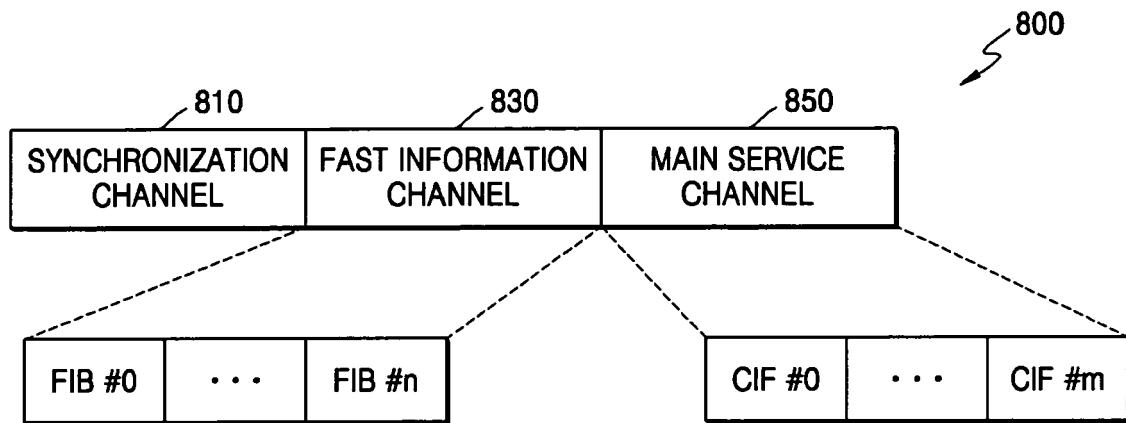 800
810
830
850
SYNCHRONIZATION
CHANNEL
FAST INFORMATION
CHANNEL
MAIN SERVICE
CHANNEL
FIB #0
· · ·
FIB #n
CIF #0
· · ·
CIF #m